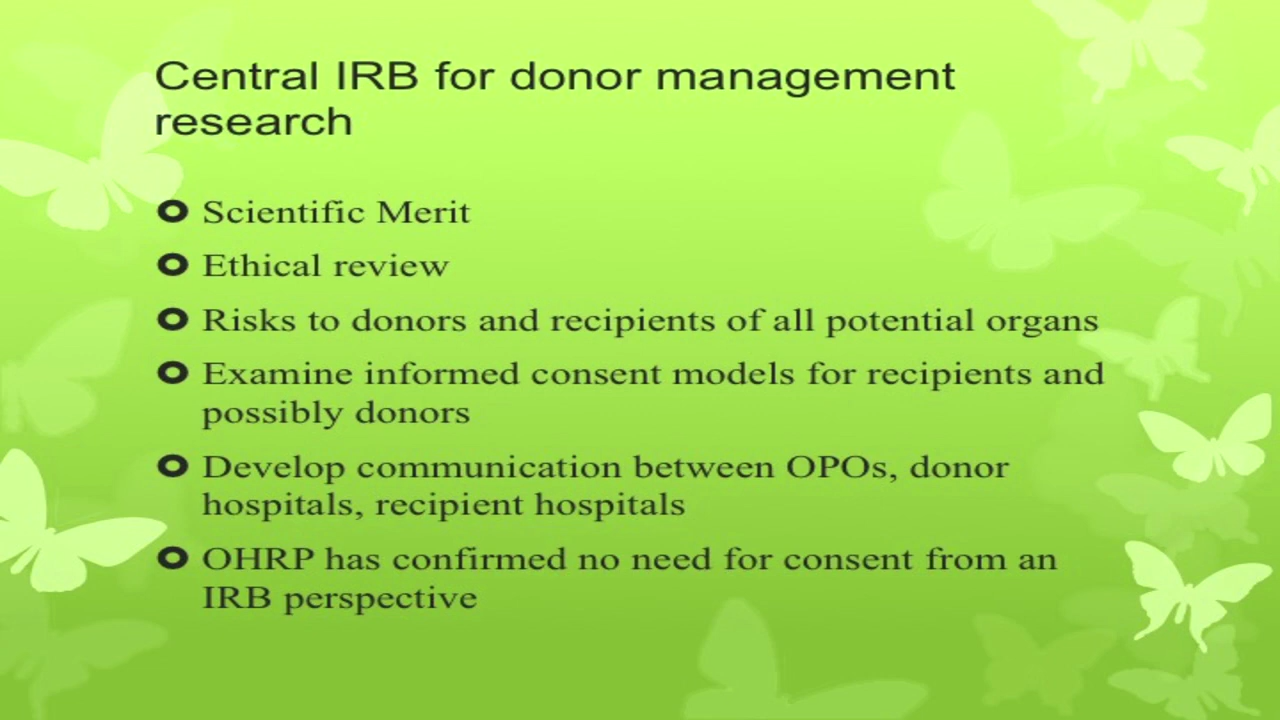 Central IRB for donor management
research
Scientific Merit
Ethical review
Risks to donors and recipients of all potential organs
Examine informed consent models for recipients and
possibly donors
Develop communication between OPOs, donor
hospitals, recipient hospitals
OHRP has confirmed no need for consent from an
IRB perspective